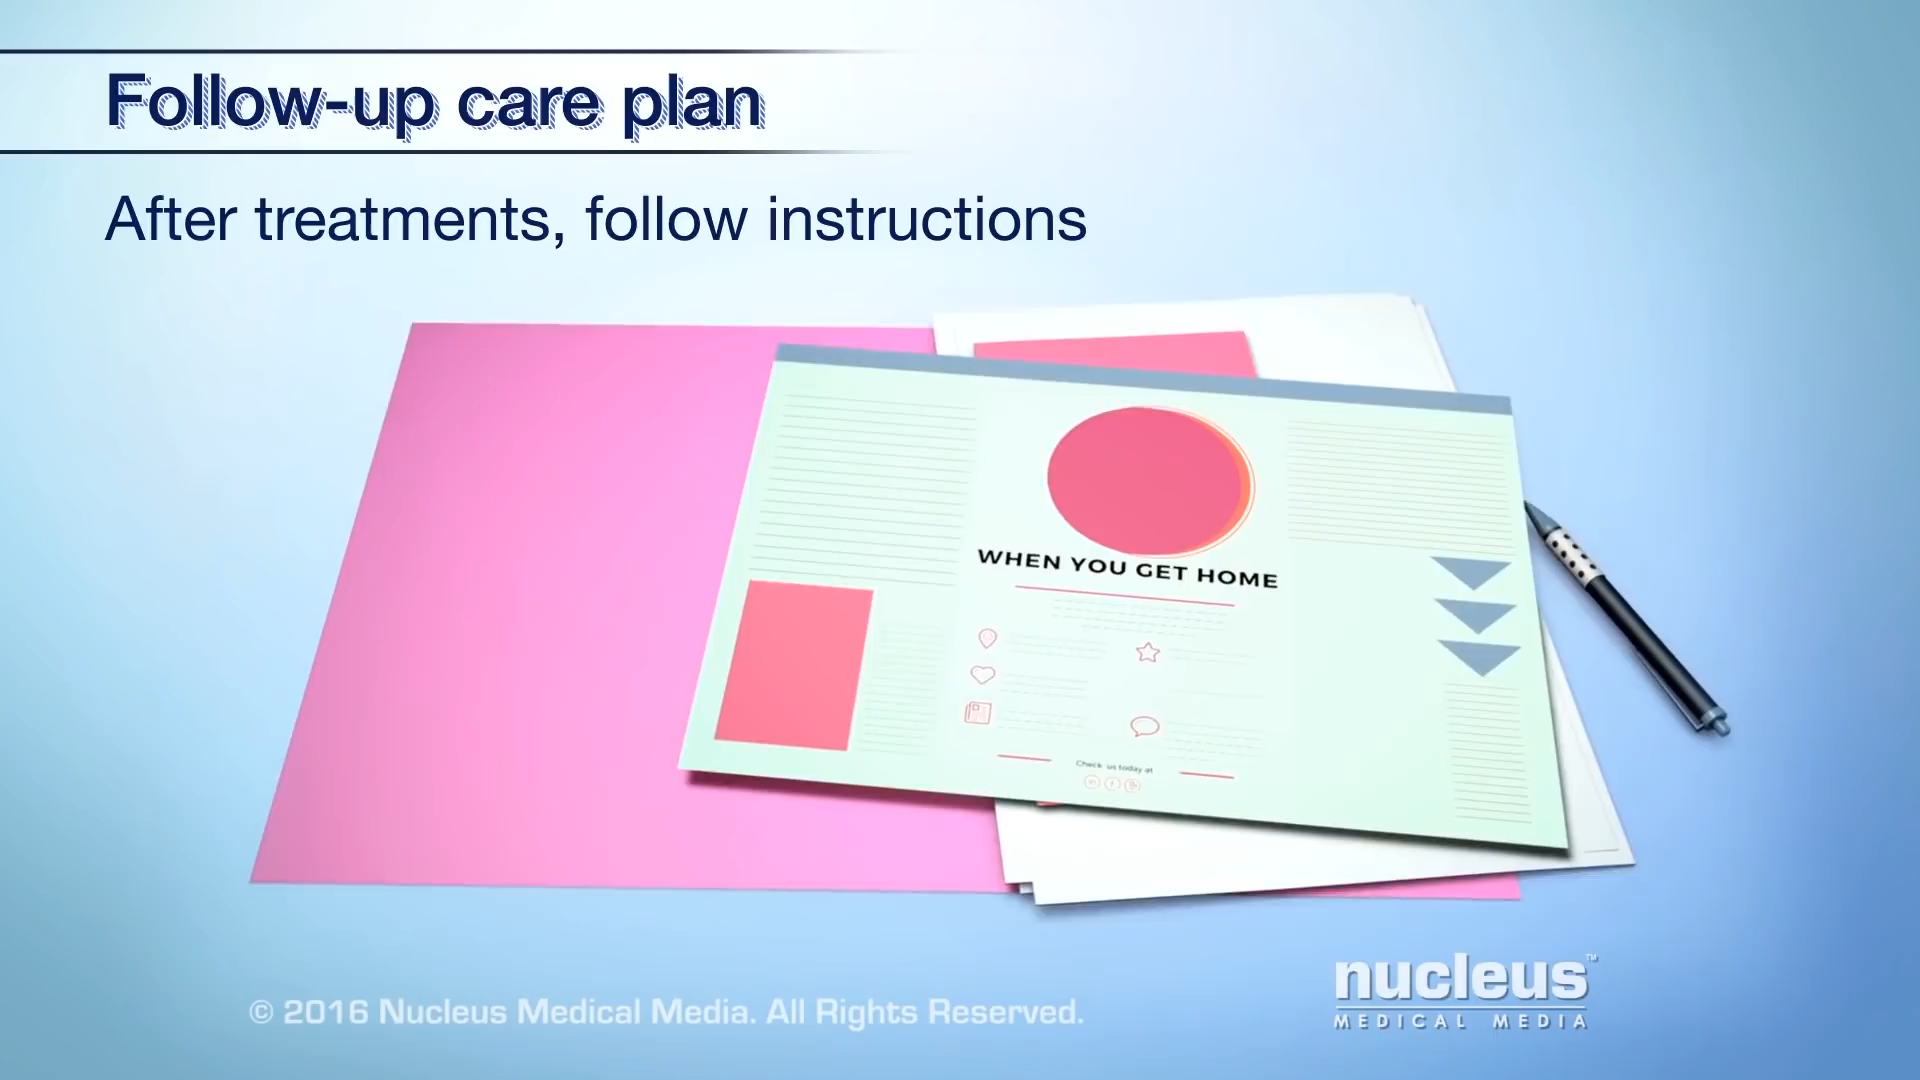 Follow-up care plan
After treatments, follow instructions
WHEN YOU GET HOME
Check us today at
nucleus™
MEDICAL MEDIA
© 2016 Nucleus Medical Media. All Rights Reserved.